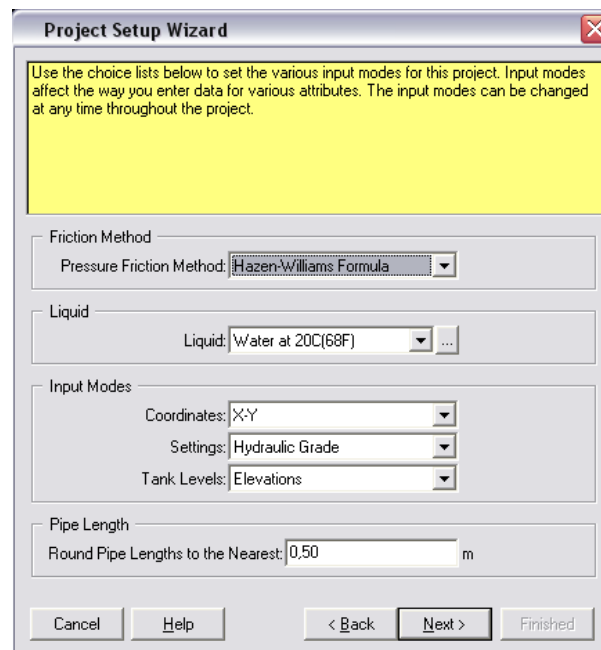 Project Setup Wizard
Use the choice lists below to set the various input modes for this project. Input modes
affect the way you enter data for various attributes. The input modes can be changed
at any time throughout the project.
Friction Method
Pressure Friction Method: Hazen-Williams Formula
Liquid
Liquid: Water at 20C(68F) ...
Input Modes
Coordinates: X-Y
Settings: Hydraulic Grade
Tank Levels: Elevations
Pipe Length
Round Pipe Lengths to the Nearest: 0,50 m
Cancel Help < Back Next > Finished